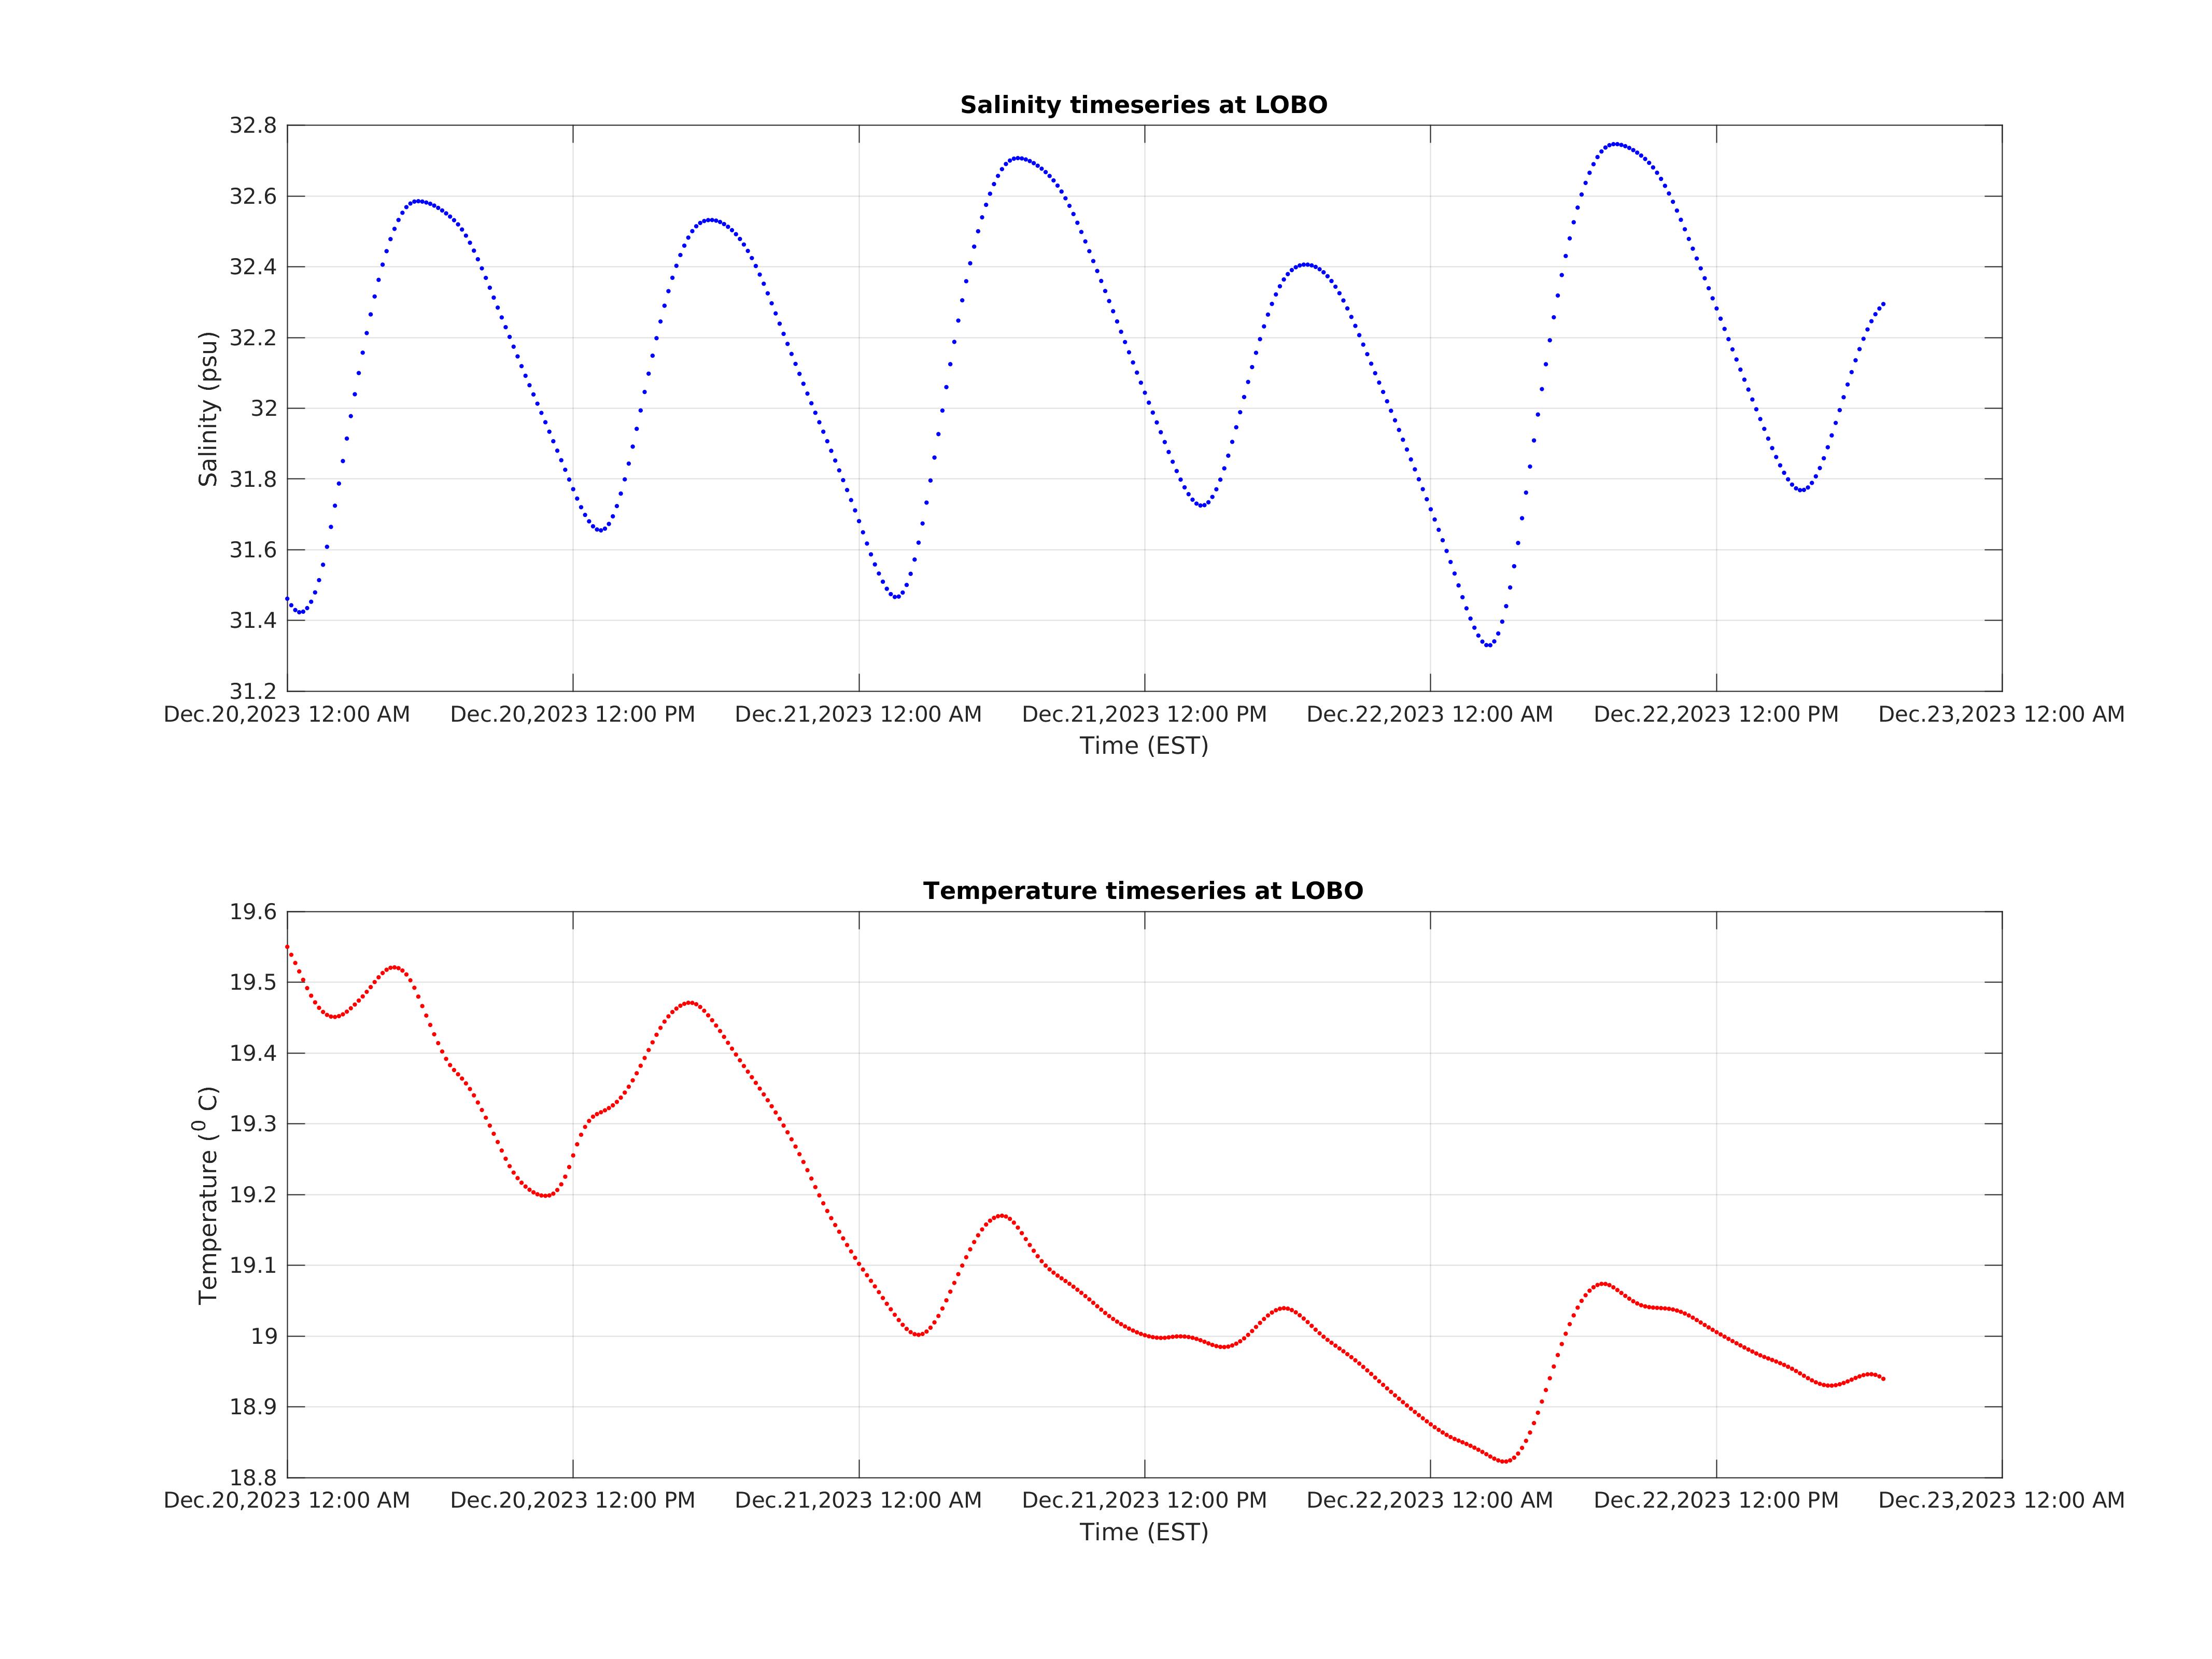 Salinity timeseries at LOBO
32.8
32.6
32.4
32.2
32
31.8
31.6
31.4
31.2
Salinity (psu)
Dec.20,2023 12:00 AM Dec.20,2023 12:00 PM Dec.21,2023 12:00 AM Dec.21,2023 12:00 PM Dec.22,2023 12:00 AM Dec.22,2023 12:00 PM Dec.23,2023 12:00 AM
Time (EST)
Temperature timeseries at LOBO
19.6
19.5
19.4
19.3
19.2
19.1
19
18.9
18.8
Temperature (⁰ C)
Dec.20,2023 12:00 AM Dec.20,2023 12:00 PM Dec.21,2023 12:00 AM Dec.21,2023 12:00 PM Dec.22,2023 12:00 AM Dec.22,2023 12:00 PM Dec.23,2023 12:00 AM
Time (EST)